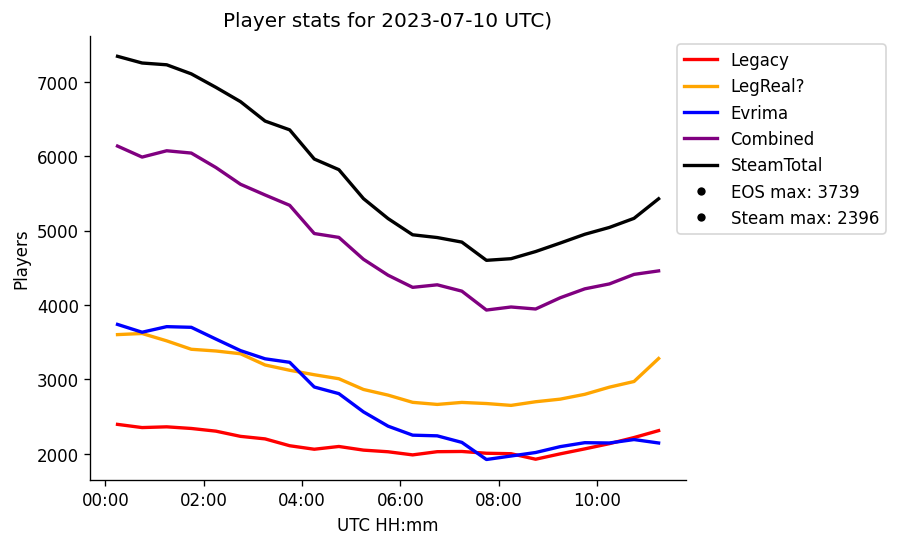 Player stats for 2023-07-10 UTC)
Legacy
LegReal?
Evrima
Combined
SteamTotal
EOS max: 3739
Steam max: 2396
Players
7000
6000
5000
4000
3000
2000
00:00 02:00 04:00 06:00 08:00 10:00
UTC HH:mm